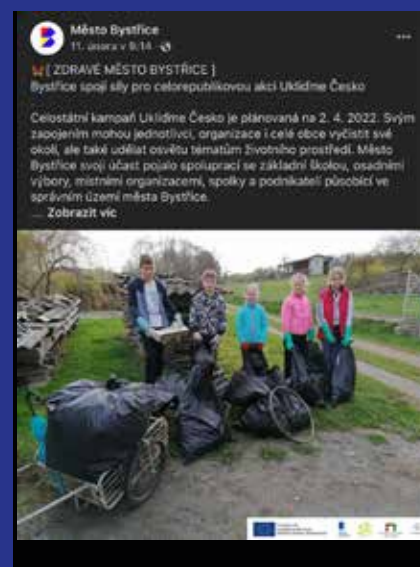 Město Bystřice
11. února v 9:14
[ ZDRAVÉ MĚSTO BYSTŘICE ]
Bystřice spojí síly pro celorepublikovou akci Ukliďme Česko
Celostátní kampaň Ukliďme Česko je plánovaná na 2. 4. 2022. Svým
zapojením mohou jednotlivci, organizace i celé obce vyčistit své
okolí, ale také udělat osvětu tématům životního prostředí. Město
Bystřice svoji účast pojalo spoluprací se základní školou, osadními
výbory, místními organizacemi, spolky a podnikateli působící ve
správním území města Bystřice.
... Zobrazit víc